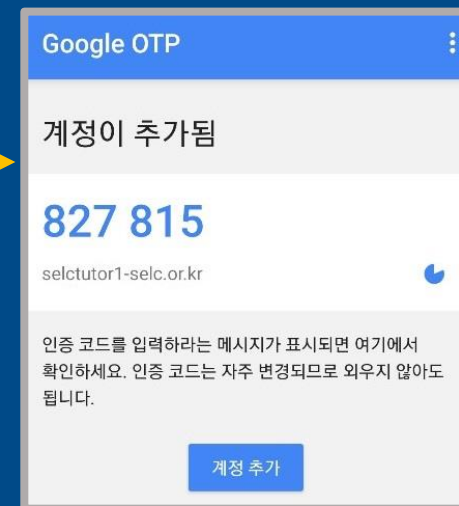 Google OTP
계정이 추가됨
827 815
selctutor1-selc.or.kr
인증 코드를 입력하라는 메시지가 표시되면 여기에서
확인하세요. 인증 코드는 자주 변경되므로 외우지 않아도
됩니다.
계정 추가